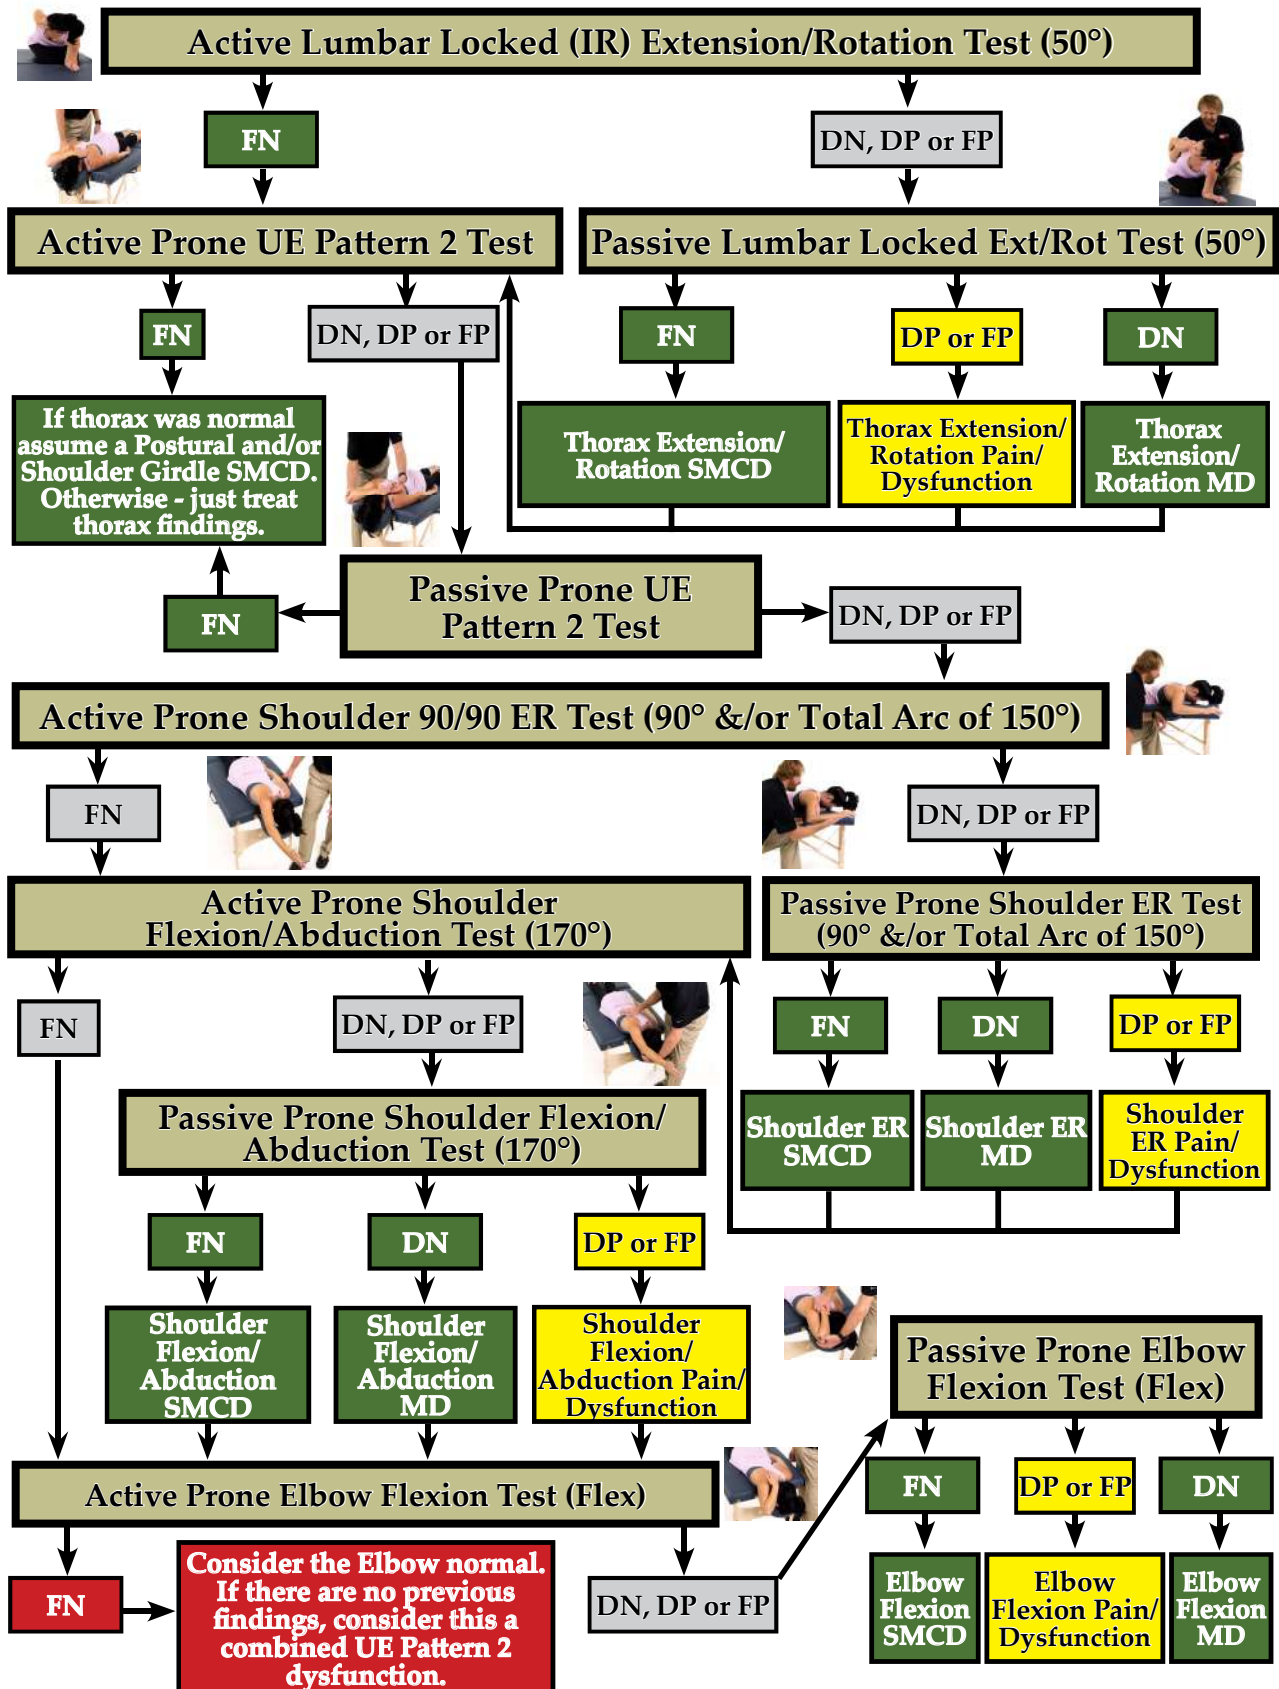 Active Lumbar Locked (IR) Extension/Rotation Test (50°)
FN
DN, DP or FP
Active Prone UE Pattern 2 Test
Passive Lumbar Locked Ext/Rot Test (50°)
FN
DN, DP or FP
FN
DP or FP
DN
If thorax was normal
assume a Postural and/or
Shoulder Girdle SMCD.
Otherwise - just treat
thorax findings.
Thorax Extension/
Rotation SMCD
Thorax Extension/
Rotation Pain/
Dysfunction
Thorax
Extension/
Rotation MD
Passive Prone UE
Pattern 2 Test
FN
DN, DP or FP
Active Prone Shoulder 90/90 ER Test (90° &/or Total Arc of 150°)
FN
DN, DP or FP
Active Prone Shoulder
Flexion/Abduction Test (170°)
Passive Prone Shoulder ER Test
(90° &/or Total Arc of 150°)
FN
DN, DP or FP
FN
DN
DP or FP
Passive Prone Shoulder Flexion/
Abduction Test (170°)
Shoulder ER
SMCD
Shoulder ER
MD
Shoulder
ER Pain/
Dysfunction
FN
DN
DP or FP
Shoulder
Flexion/
Abduction
SMCD
Shoulder
Flexion/
Abduction
MD
Shoulder
Flexion/
Abduction Pain/
Dysfunction
Passive Prone Elbow
Flexion Test (Flex)
Active Prone Elbow Flexion Test (Flex)
FN
DP or FP
DN
FN
Consider the Elbow normal.
If there are no previous
findings, consider this a
combined UE Pattern 2
dysfunction.
DN, DP or FP
Elbow
Flexion
SMCD
Elbow
Flexion Pain/
Dysfunction
Elbow
Flexion
MD